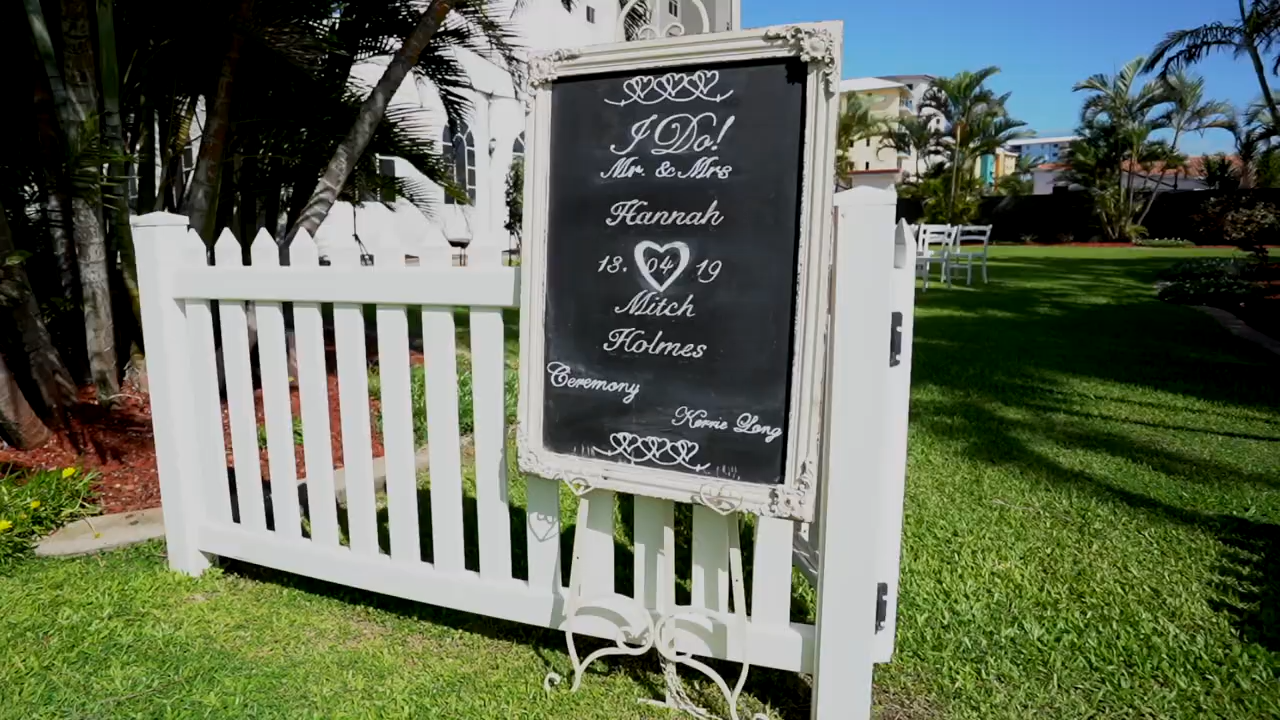 I Do!
Mr. & Mrs
Hannah
13. 04 19
Mitch
Holmes
Ceremony
Kerrie Long